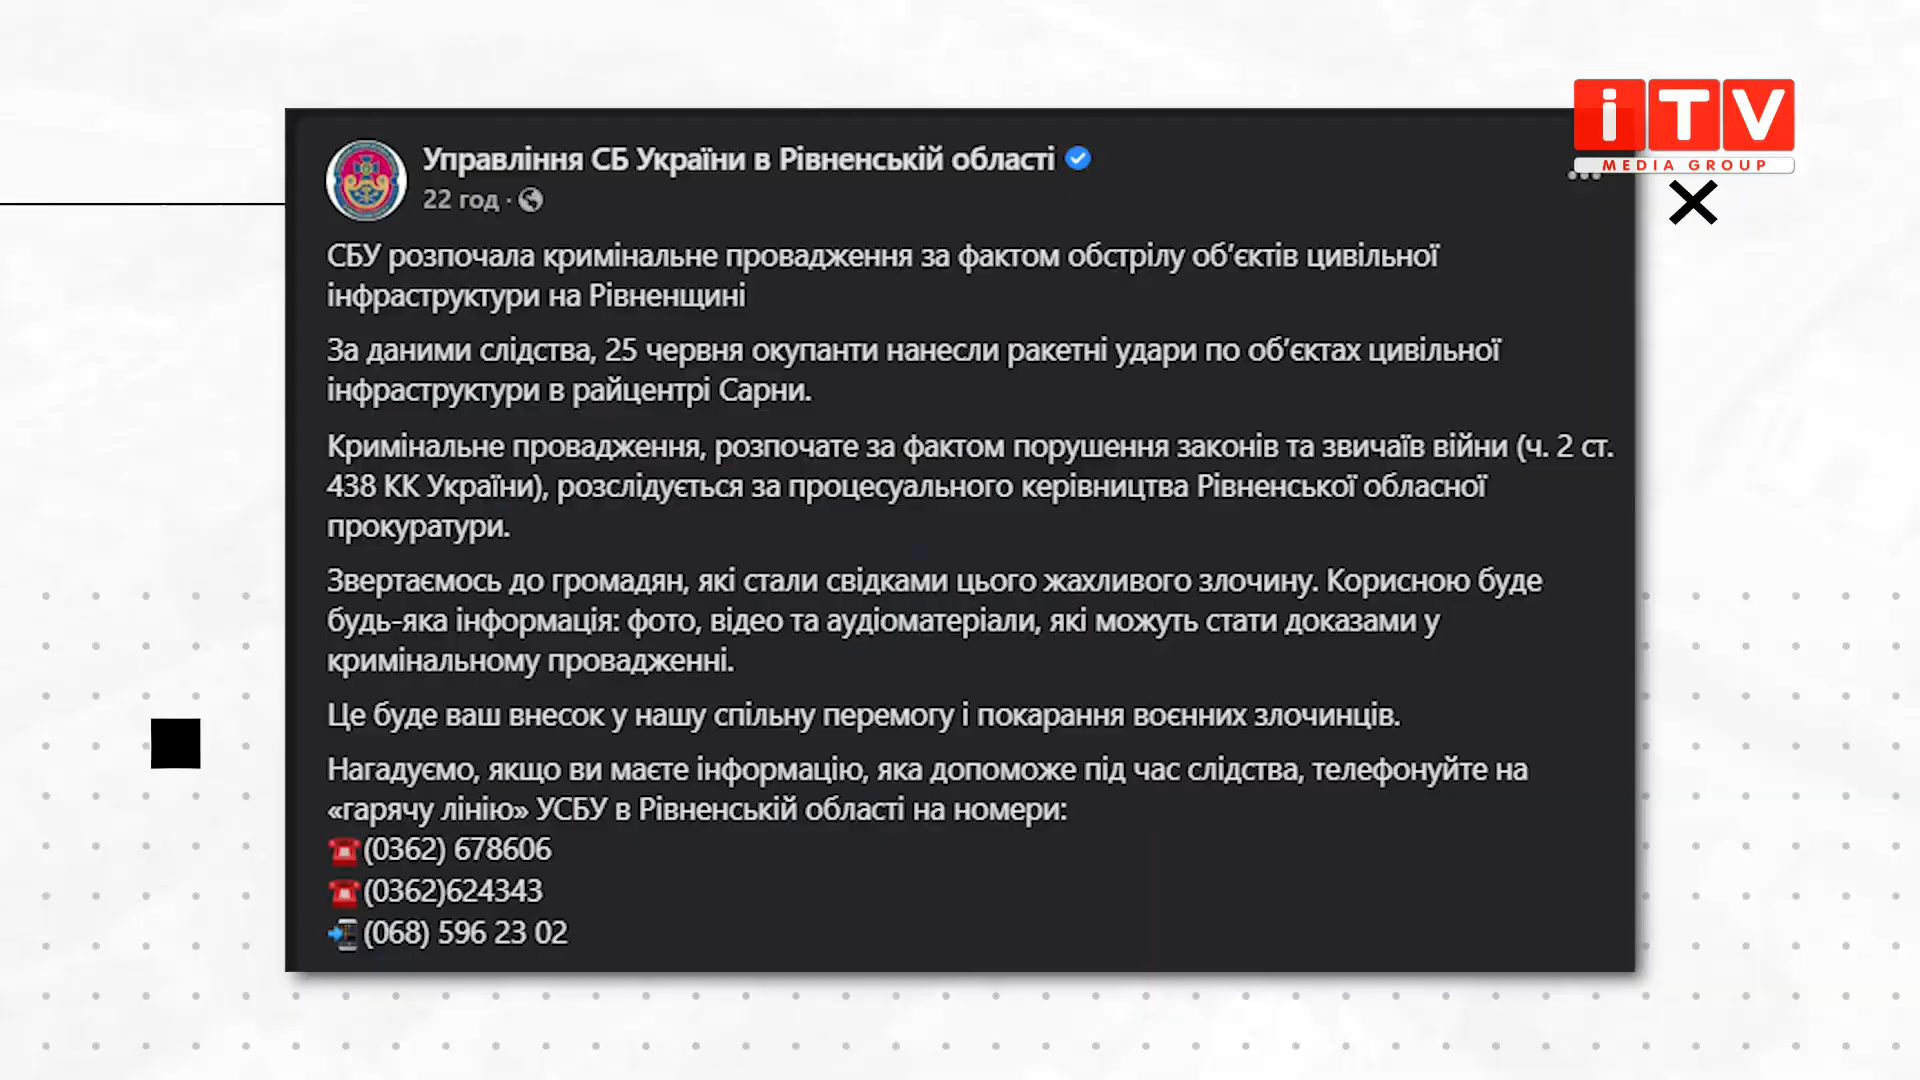 iTV
MEDIA GROUP
Управління СБ України в Рівненській області
22 год ·
СБУ розпочала кримінальне провадження за фактом обстрілу об’єктів цивільної
інфраструктури на Рівненщині
За даними слідства, 25 червня окупанти нанесли ракетні удари по об’єктах цивільної
інфраструктури в райцентрі Сарни.
Кримінальне провадження, розпочате за фактом порушення законів та звичаїв війни (ч. 2 ст.
438 КК України), розслідується за процесуального керівництва Рівненської обласної
прокуратури.
Звертаємось до громадян, які стали свідками цього жахливого злочину. Корисною буде
будь-яка інформація: фото, відео та аудіоматеріали, які можуть стати доказами у
кримінальному провадженні.
Це буде ваш внесок у нашу спільну перемогу і покарання воєнних злочинців.
Нагадуємо, якщо ви маєте інформацію, яка допоможе під час слідства, телефонуйте на
«гарячу лінію» УСБУ в Рівненській області на номери:
☎️(0362) 678606
☎️(0362)624343
📲(068) 596 23 02